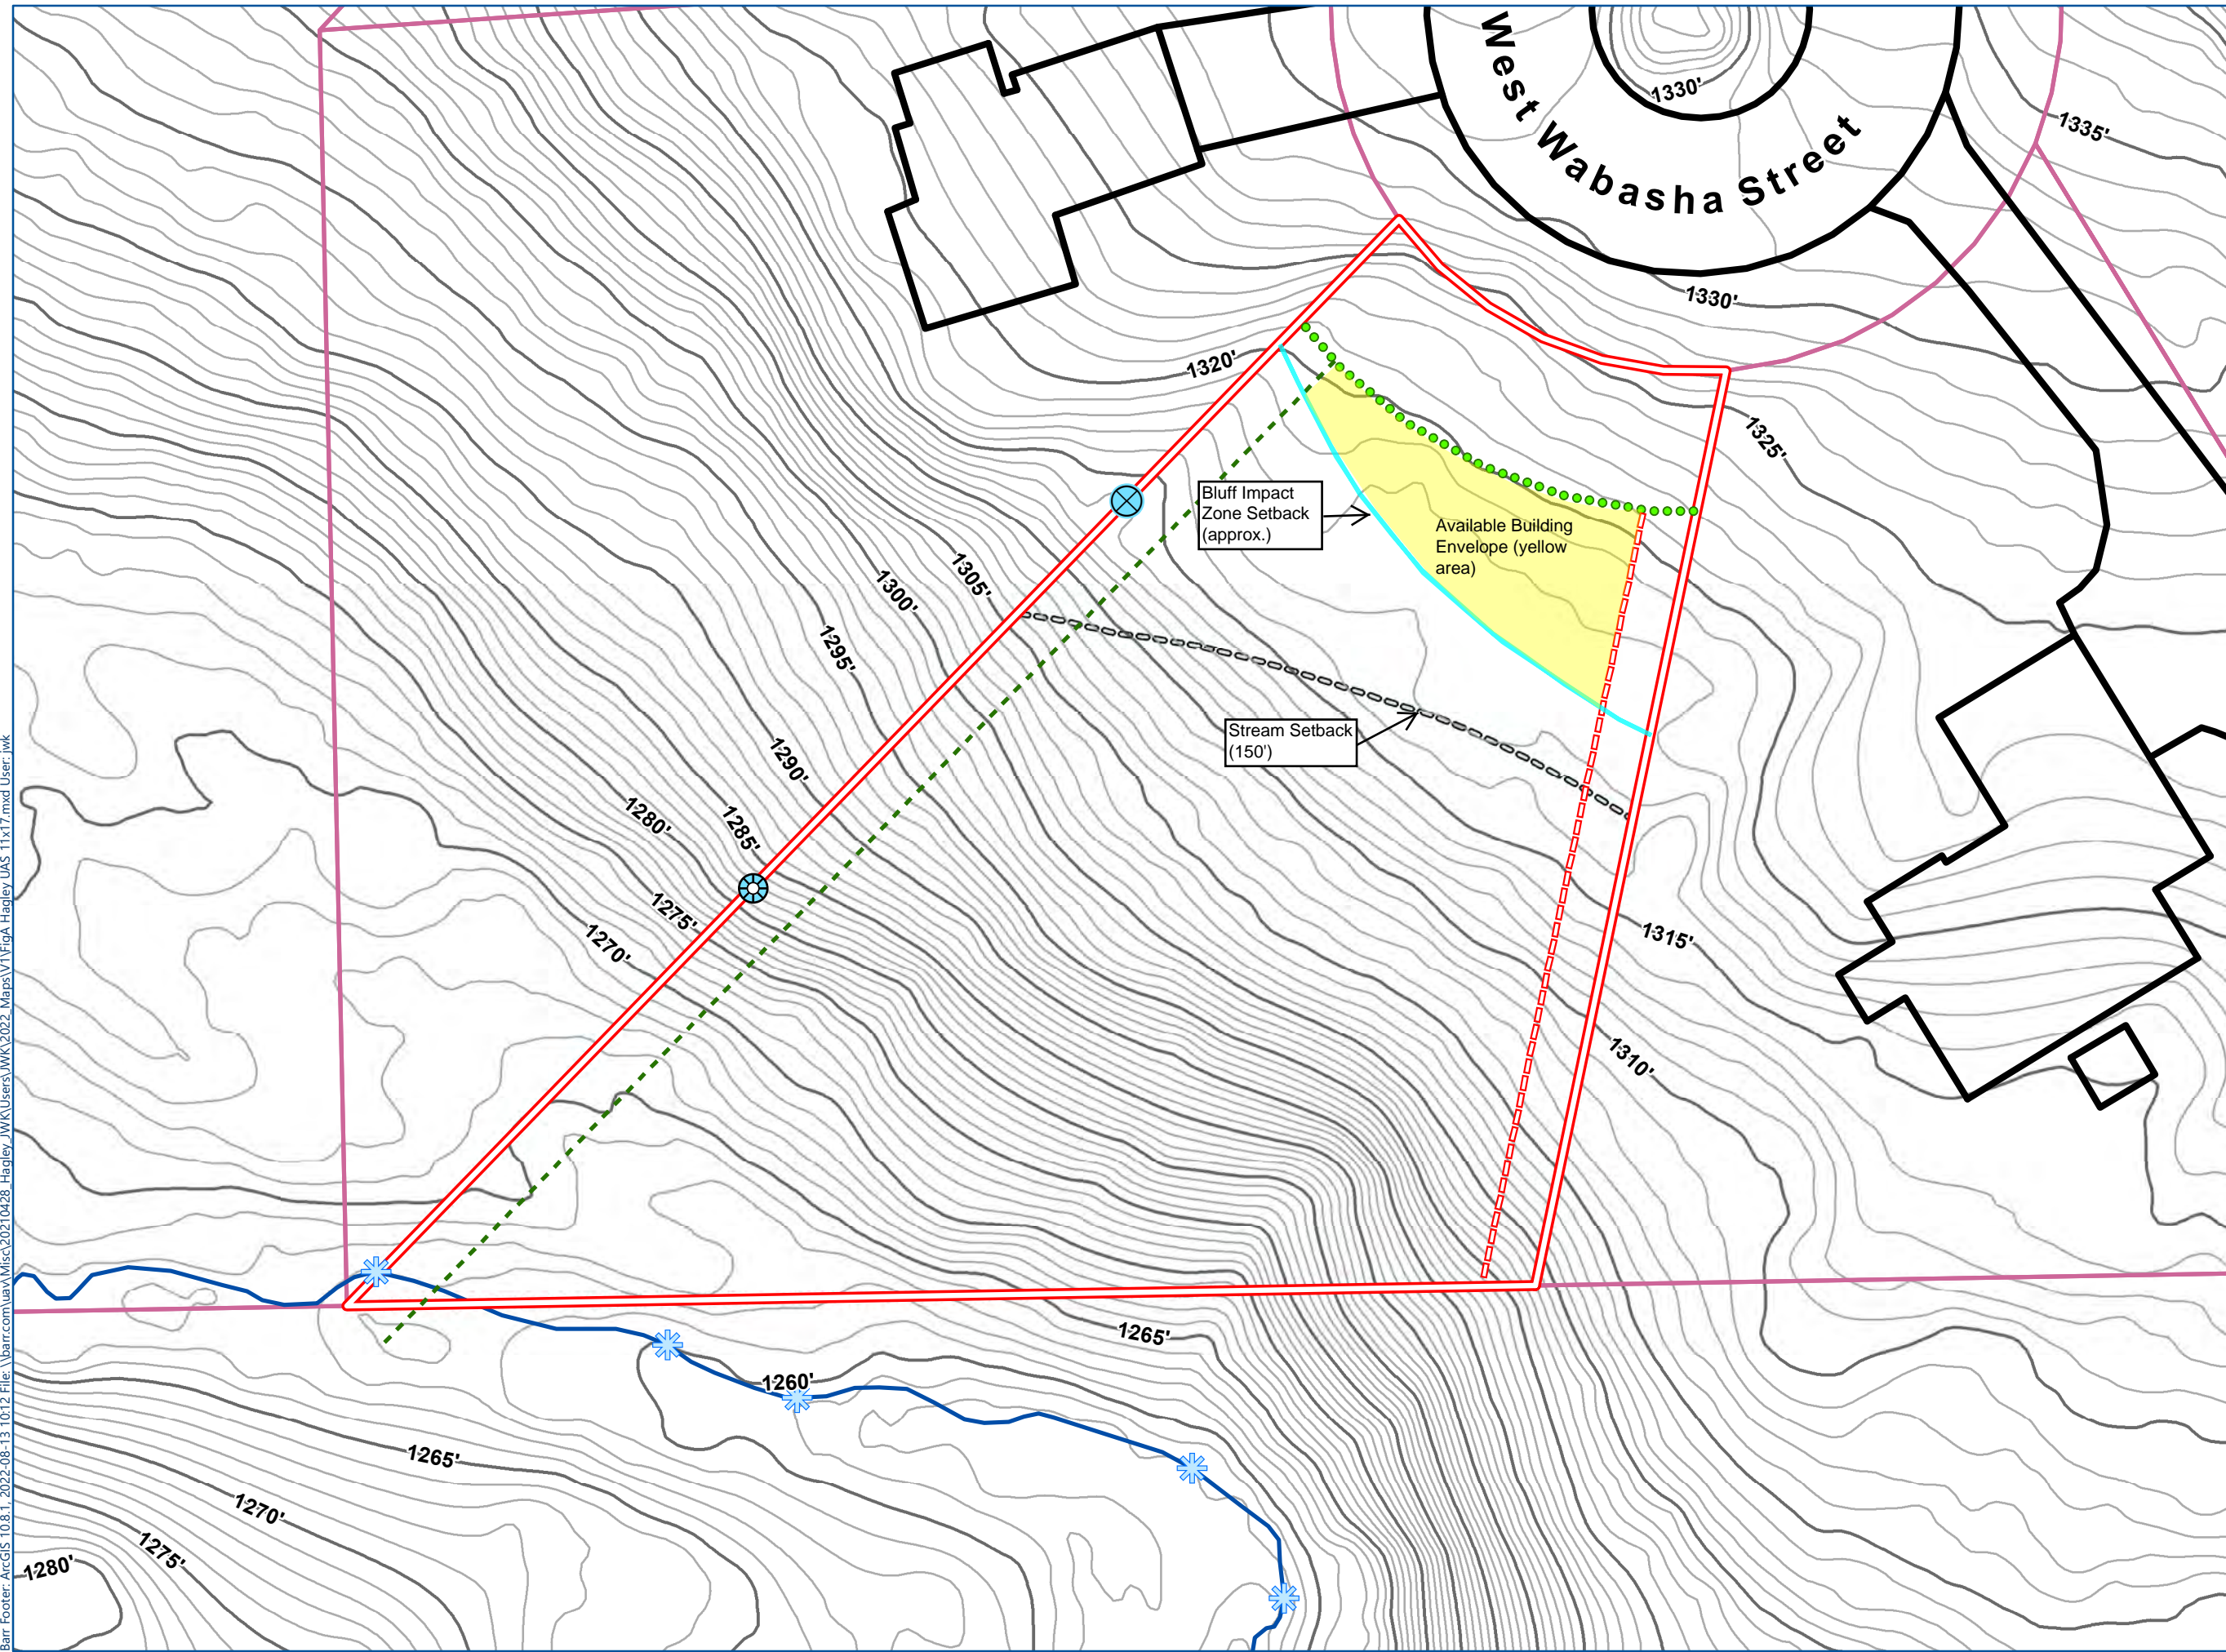 West Wabasha Street
1330'
1335'
1330'
1320'
1325'
Bluff Impact
Zone Setback
(approx.)
Available Building
Envelope (yellow
area)
1305'
1300'
1295'
Stream Setback
(150')
1290'
1285'
1280'
1275'
1270'
1315'
1310'
1265'
1260'
1265'
1270'
1275'
1280'
Barr Footer: ArcGIS 10.8.1, 2022-08-13 10:12 File: \\barr.com\uav\Misc\20210428_Hagley_JWK\Users\JWK\2022_Maps\V1\FigA Hagley UAS 11x17.mxd User: jwk